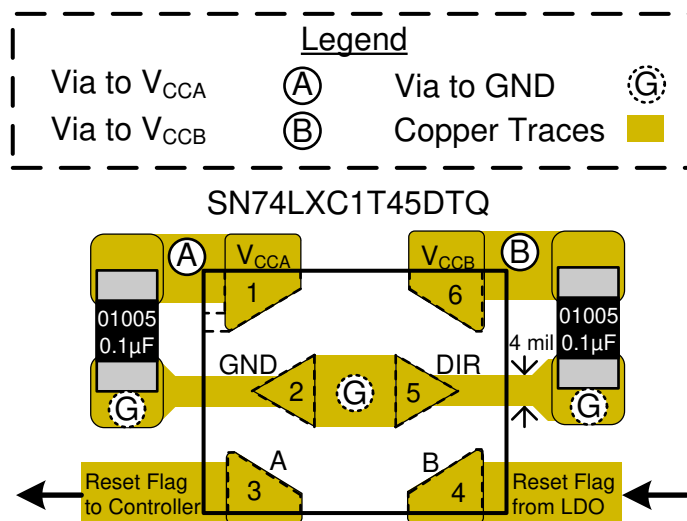 Legend
Via to VCCA A Via to GND G
Via to VCCB B Copper Traces
SN74LXC1T45DTQ
A VCCA VCCB B
1 6
01005 01005
0.1µF 4 mil 0.1µF
GND DIR
G 2 G 5 G
A B
Reset Flag 3 4 Reset Flag
to Controller from LDO